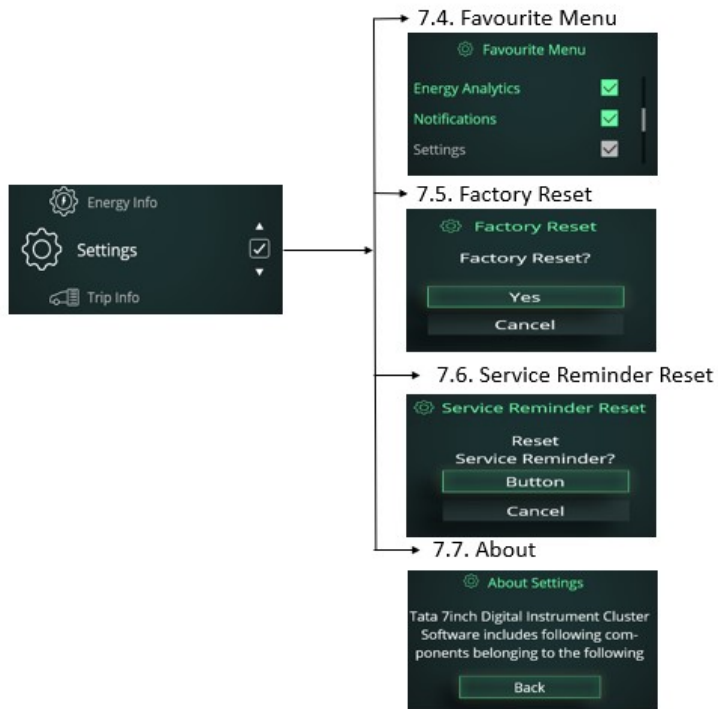 7.4. Favourite Menu
Favourite Menu
Energy Analytics
Notifications
Settings
Energy Info
Settings
Trip Info
7.5. Factory Reset
Factory Reset
Factory Reset?
Yes
Cancel
7.6. Service Reminder Reset
Service Reminder Reset
Reset
Service Reminder?
Button
Cancel
7.7. About
About Settings
Tata 7inch Digital Instrument Cluster
Software includes following com-
ponents belonging to the following
Back